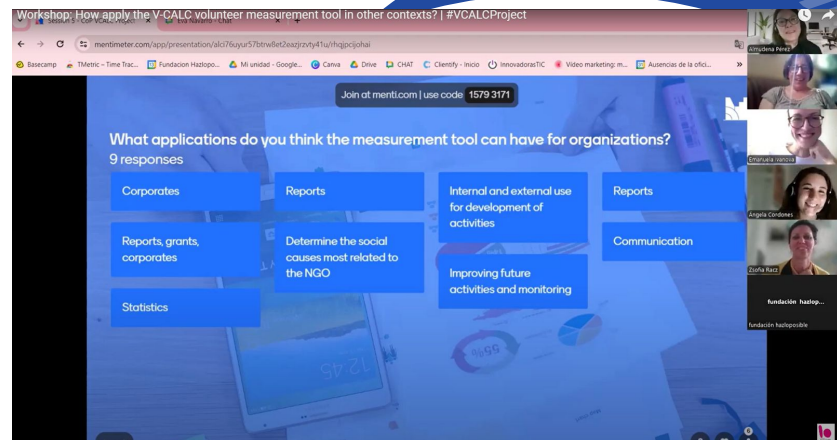 Workshop: How apply the V-CALC volunteer measurement tool in other contexts? | #VCALCProject
mentimeter.com/app/presentation/alci76uyur57btrw8et2eazjrzvty41u/rhqjpcijohai
Basecamp
TMetric – Time Trac...
Fundacion Hazlopo...
Mi unidad - Google...
Canva
Drive
CHAT
Clientify - Inicio
InnovadorasTIC
Video marketing: m...
Ausencias de la ofici...
»
Join at menti.com | use code 1579 3171
What applications do you think the measurement tool can have for organizations?
9 responses
Corporates
Reports, grants,
corporates
Statistics
Reports
Determine the social
causes most related to
the NGO
Internal and external use
for development of
activities
Improving future
activities and monitoring
Reports
Communication
Almudena Pérez
Emanuela Ivanova
Ángela Cordones
Zsofia Racz
fundación hazlop...
fundación hazloposible
12:45
6